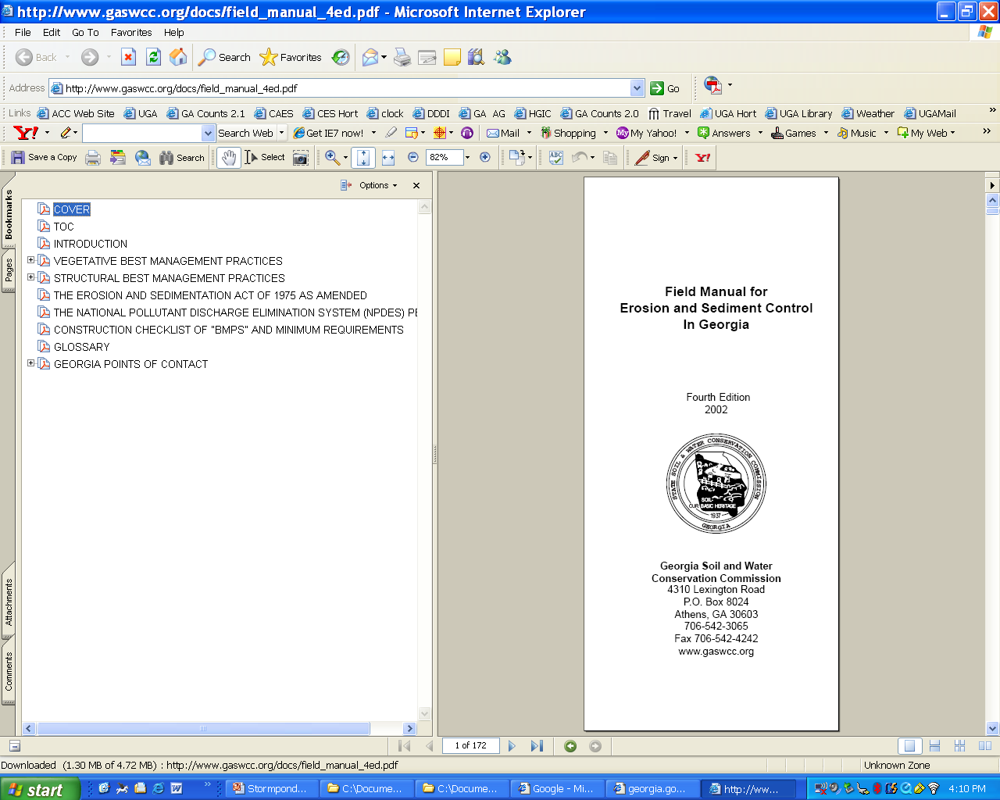 http://www.gaswcc.org/docs/field_manual_4ed.pdf - Microsoft Internet Explorer
File Edit Go To Favorites Help
Back Search Favorites
Address http://www.gaswcc.org/docs/field_manual_4ed.pdf Go
Links ACC Web Site UGA GA Counts 2.1 CAES CES Hort clock DDDI GA AG HGIC GA Counts 2.0 Travel UGA Hort UGA Library Weather UGAMail »
Y! Search Web Get IE7 now! Mail Shopping My My Yahoo! Answers Games Music My Web »
Save a Copy Search Select 82% Sign Y!
Options
Bookmarks
Pages
Attachments
Comments
COVER
TOC
INTRODUCTION
VEGETATIVE BEST MANAGEMENT PRACTICES
STRUCTURAL BEST MANAGEMENT PRACTICES
THE EROSION AND SEDIMENTATION ACT OF 1975 AS AMENDED
THE NATIONAL POLLUTANT DISCHARGE ELIMINATION SYSTEM (NPDES) PE
CONSTRUCTION CHECKLIST OF "BMPS" AND MINIMUM REQUIREMENTS
GLOSSARY
GEORGIA POINTS OF CONTACT
Field Manual for
Erosion and Sediment Control
In Georgia
Fourth Edition
2002
STATE SOIL & WATER CONSERVATION COMMISSION
SOIL
OUR BASIC HERITAGE
1937
GEORGIA
Georgia Soil and Water
Conservation Commission
4310 Lexington Road
P.O. Box 8024
Athens, GA 30603
706-542-3065
Fax 706-542-4242
www.gaswcc.org
1 of 172
Downloaded (1.30 MB of 4.72 MB) : http://www.gaswcc.org/docs/field_manual_4ed.pdf Unknown Zone
start » Stormpond... C:\Docume... C:\Docume... Google - Mi... georgia.go... http://ww... 4:10 PM